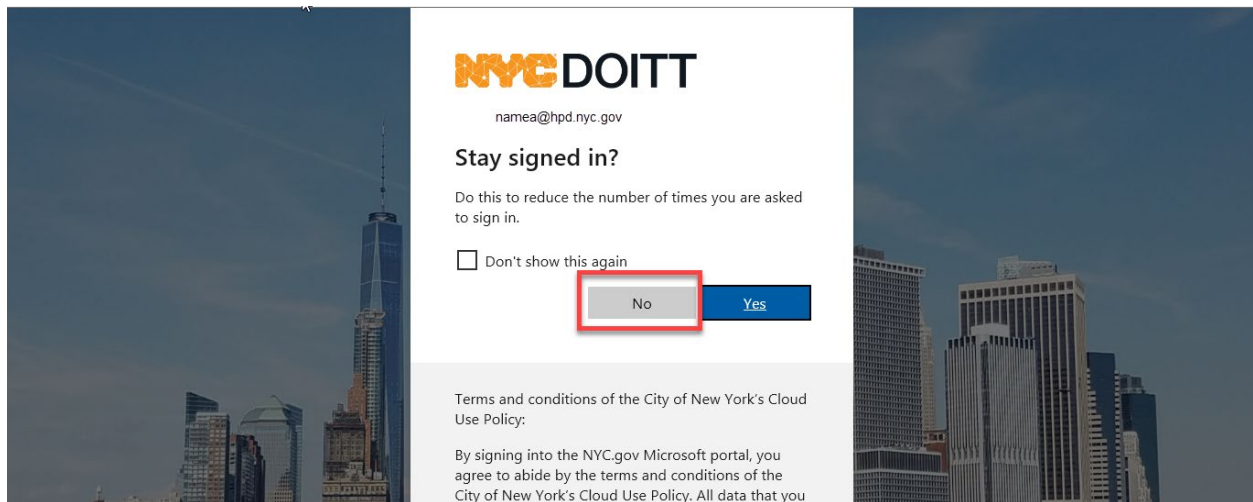 NYC DOITT
namea@hpd.nyc.gov
Stay signed in?
Do this to reduce the number of times you are asked
to sign in.
Don't show this again
No
Yes
Terms and conditions of the City of New York's Cloud
Use Policy:
By signing into the NYC.gov Microsoft portal, you
agree to abide by the terms and conditions of the
City of New York's Cloud Use Policy. All data that you